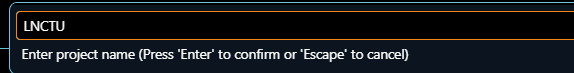 LNCTU
Enter project name (Press 'Enter' to confirm or 'Escape' to cancel)